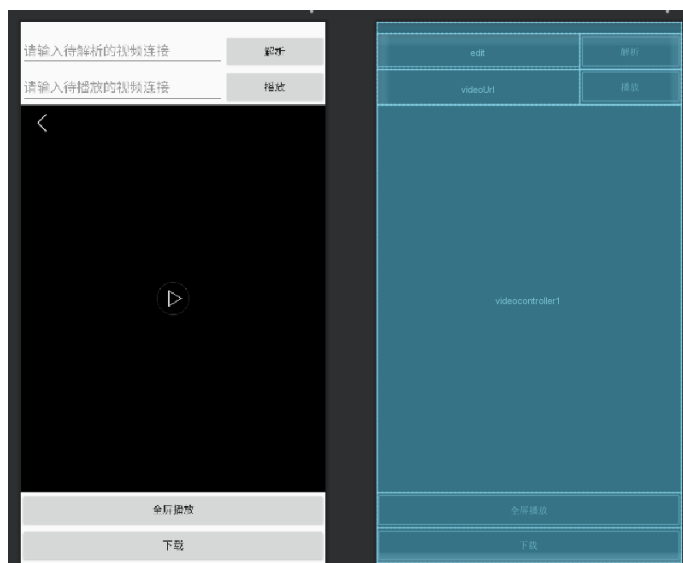 请输入待解析的视频连接
解析
请输入待播放的视频连接
播放
全屏播放
下载
edit
解析
videoUrl
播放
videocontroller1
全屏播放
下载